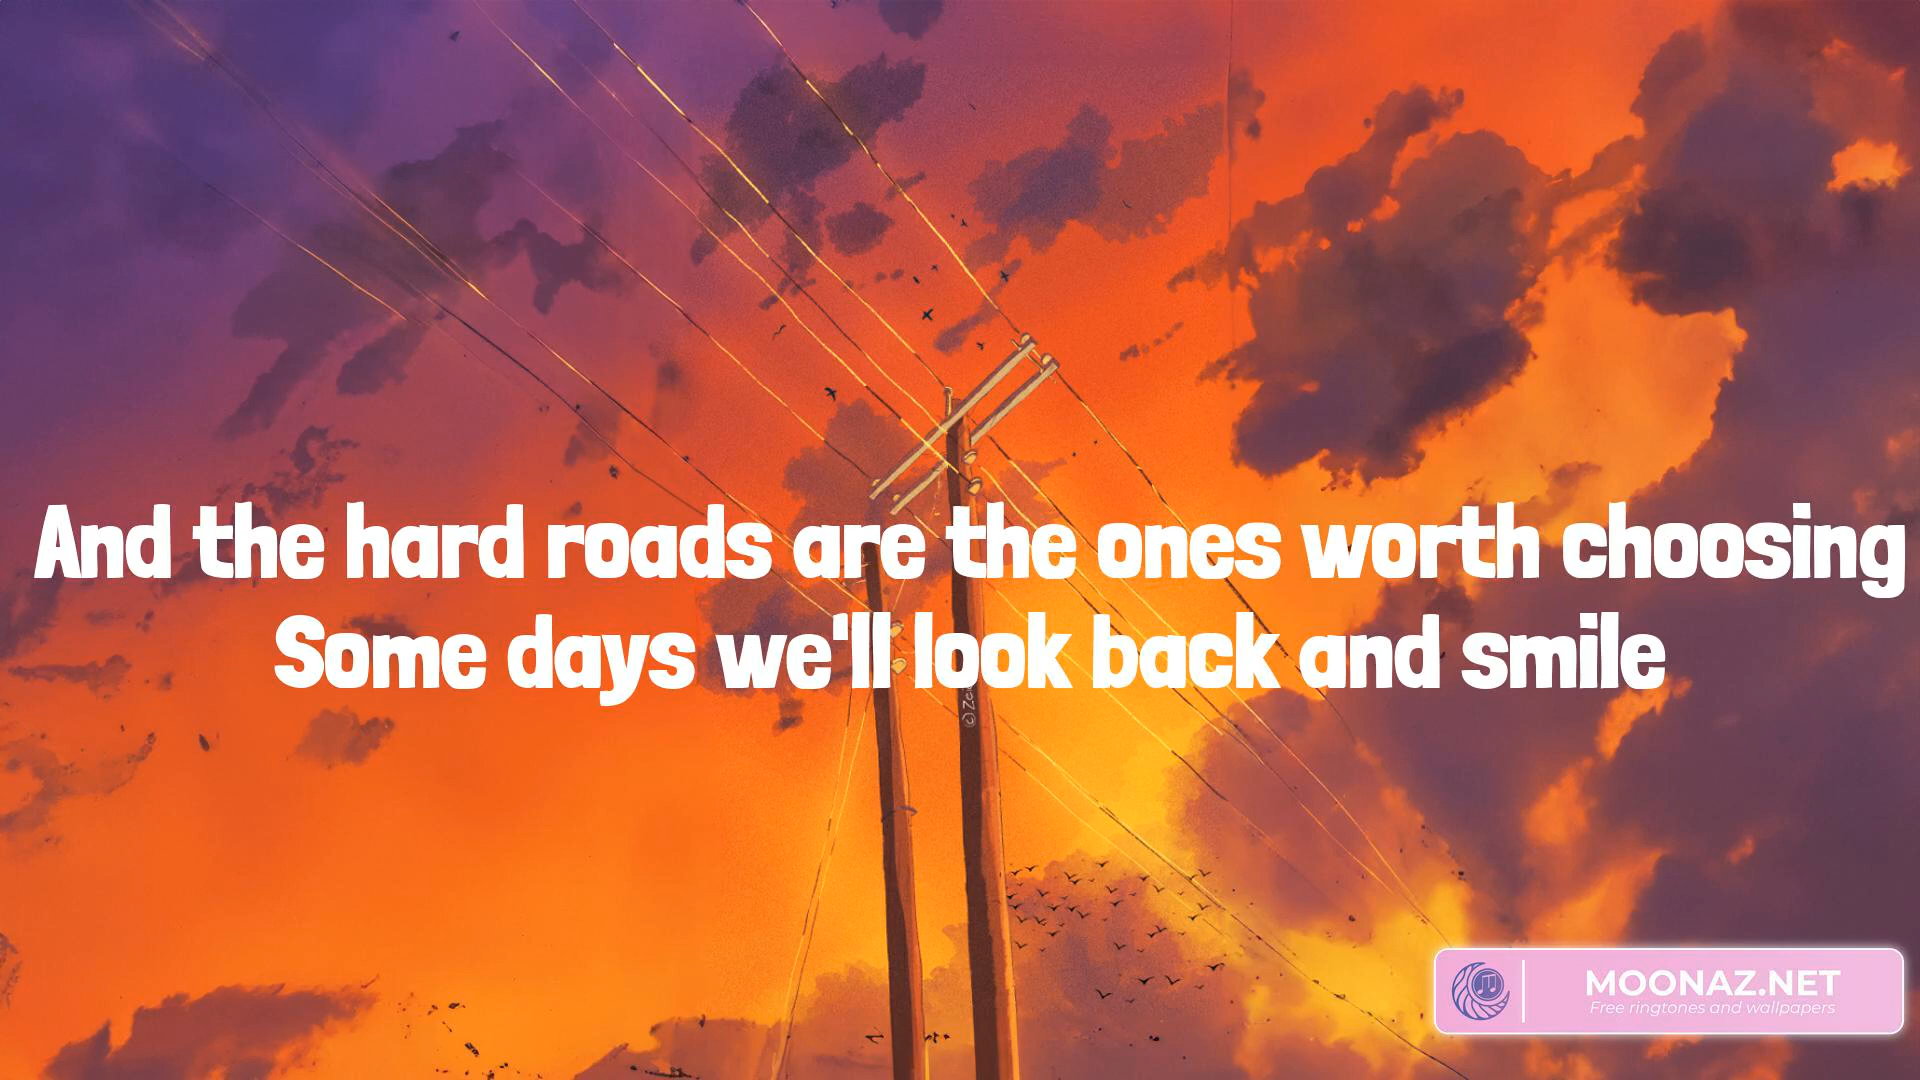 And the hard roads are the ones worth choosing
Some days we'll look back and smile
MOONAZ.NET
Free ringtones and wallpapers